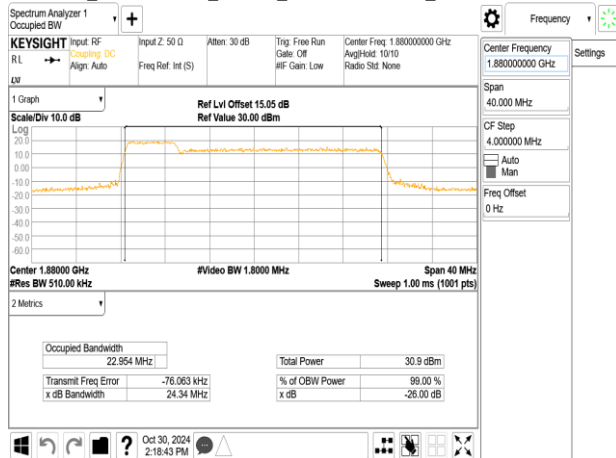 Spectrum Analyzer 1
Occupied BW
+
Frequency
KEYSIGHT
Input: RF
Coupling: DC
Align: Auto
Input Z: 50 Ω
Freq Ref: Int (S)
Atten: 30 dB
Trig: Free Run
Gate: Off
#IF Gain: Low
Center Freq: 1.880000000 GHz
Avg|Hold: 10/10
Radio Std: None
RL
LXI
Center Frequency
1.880000000 GHz
Settings
Span
40.000 MHz
CF Step
4.000000 MHz
Auto
Man
Freq Offset
0 Hz
1 Graph
Scale/Div 10.0 dB
Ref Lvl Offset 15.05 dB
Ref Value 30.00 dBm
Log
20.0
10.0
0.00
-10.0
-20.0
-30.0
-40.0
-50.0
-60.0
Center 1.88000 GHz
#Res BW 510.00 kHz
#Video BW 1.8000 MHz
Span 40 MHz
Sweep 1.00 ms (1001 pts)
2 Metrics
Occupied Bandwidth
22.954 MHz
Transmit Freq Error -76.063 kHz
x dB Bandwidth 24.34 MHz
Total Power 30.9 dBm
% of OBW Power 99.00 %
x dB -26.00 dB
?
Oct 30, 2024
2:18:43 PM